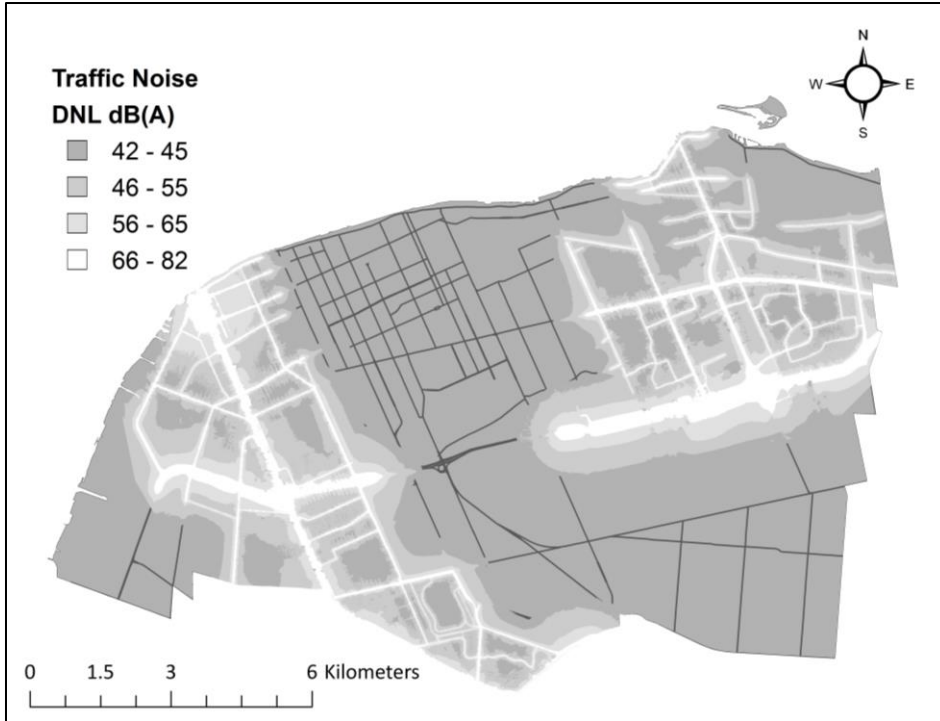 Traffic Noise
DNL dB(A)
42 - 45
46 - 55
56 - 65
66 - 82
N
W E
S
0 1.5 3 6 Kilometers